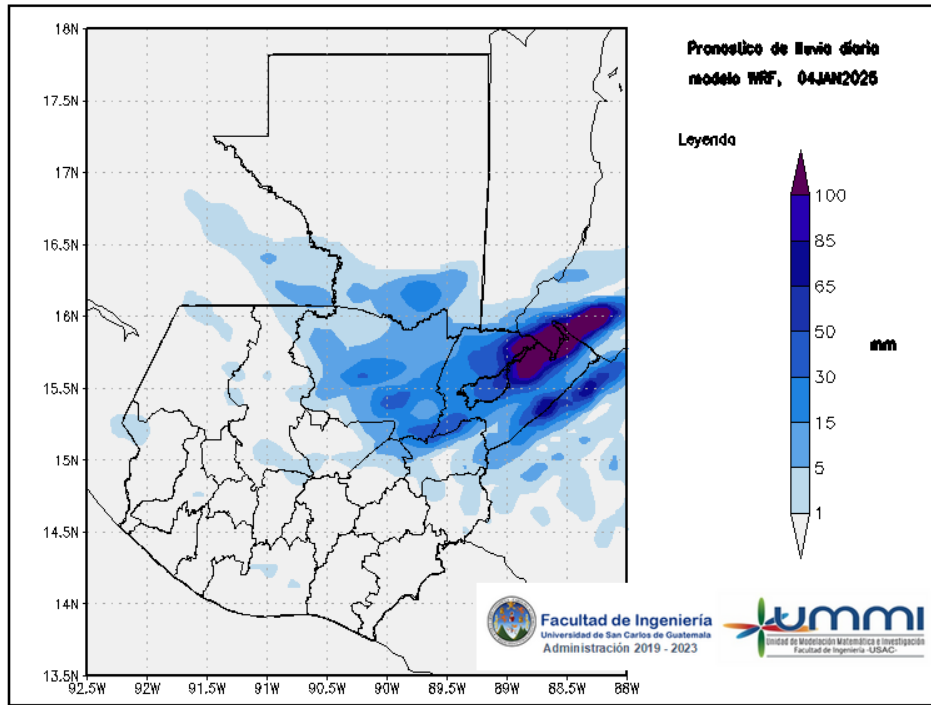 Pronostico de lluvia diaria
modelo WRF, 04JAN2025
Leyenda
100
85
65
50
30
15
5
1
mm
18N
17.5N
17N
16.5N
16N
15.5N
15N
14.5N
14N
13.5N
92.5W 92W 91.5W 91W 90.5W 90W 89.5W 89W 88.5W 88W
Facultad de Ingeniería
Universidad de San Carlos de Guatemala
Administración 2019 - 2023
UMMI
Unidad de Modelación Matemática e Investigación
Facultad de Ingeniería -USAC-